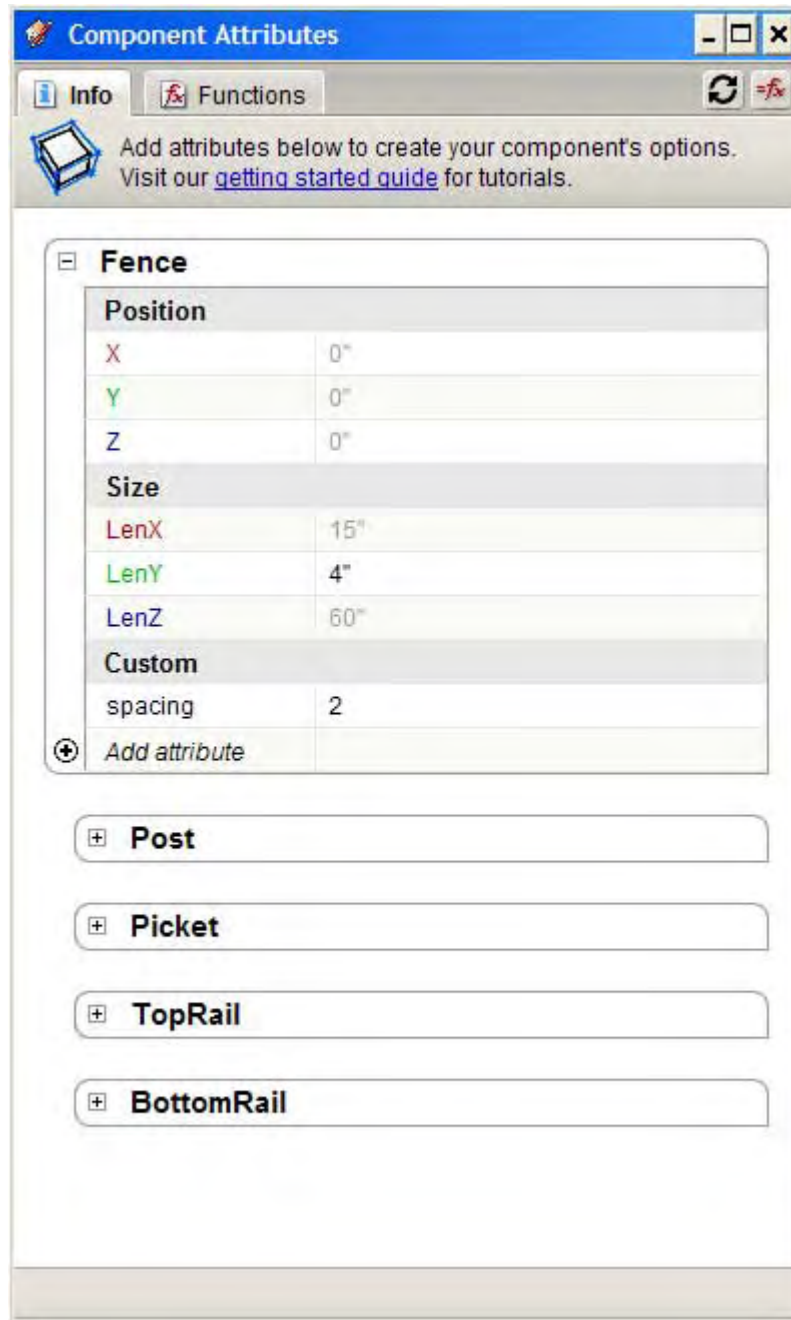 Component Attributes
Info Functions =fx
Add attributes below to create your component's options.
Visit our getting started guide for tutorials.
Fence
Position
X 0"
Y 0"
Z 0"
Size
LenX 15"
LenY 4"
LenZ 60"
Custom
spacing 2
Add attribute
Post
Picket
TopRail
BottomRail